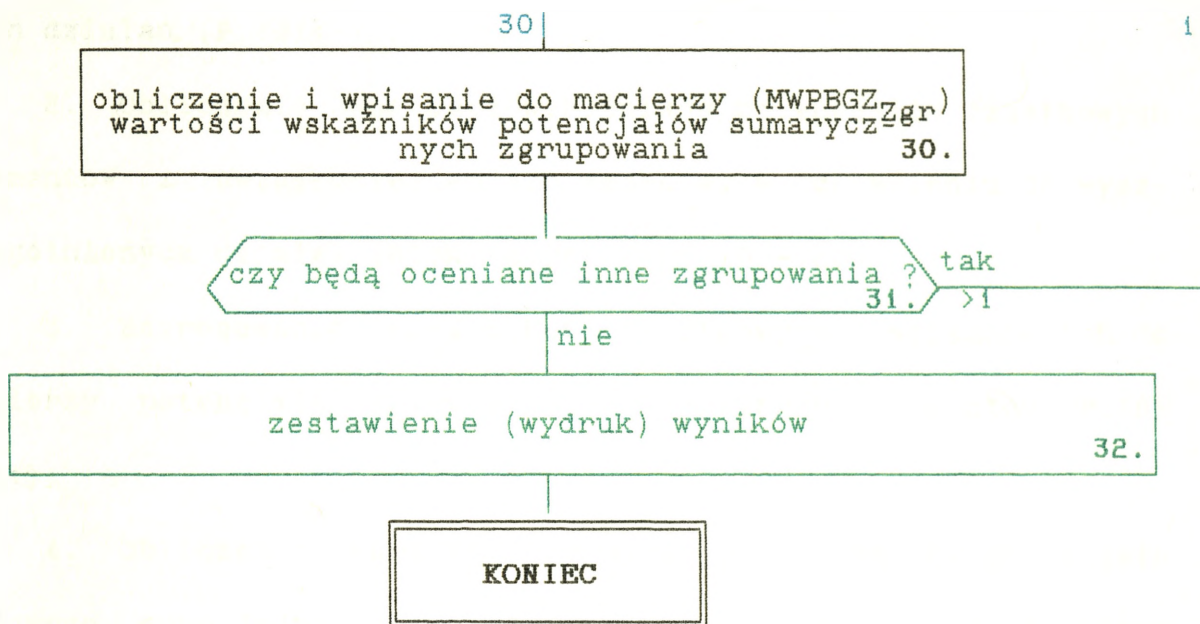 30
1
obliczenie i wpisanie do macierzy (MWPBGZZgr)
wartości wskaźników potencjałów sumarycz-
nych zgrupowania 30.
czy będą oceniane inne zgrupowania ?
31.
tak
>1
nie
zestawienie (wydruk) wyników
32.
KONIEC